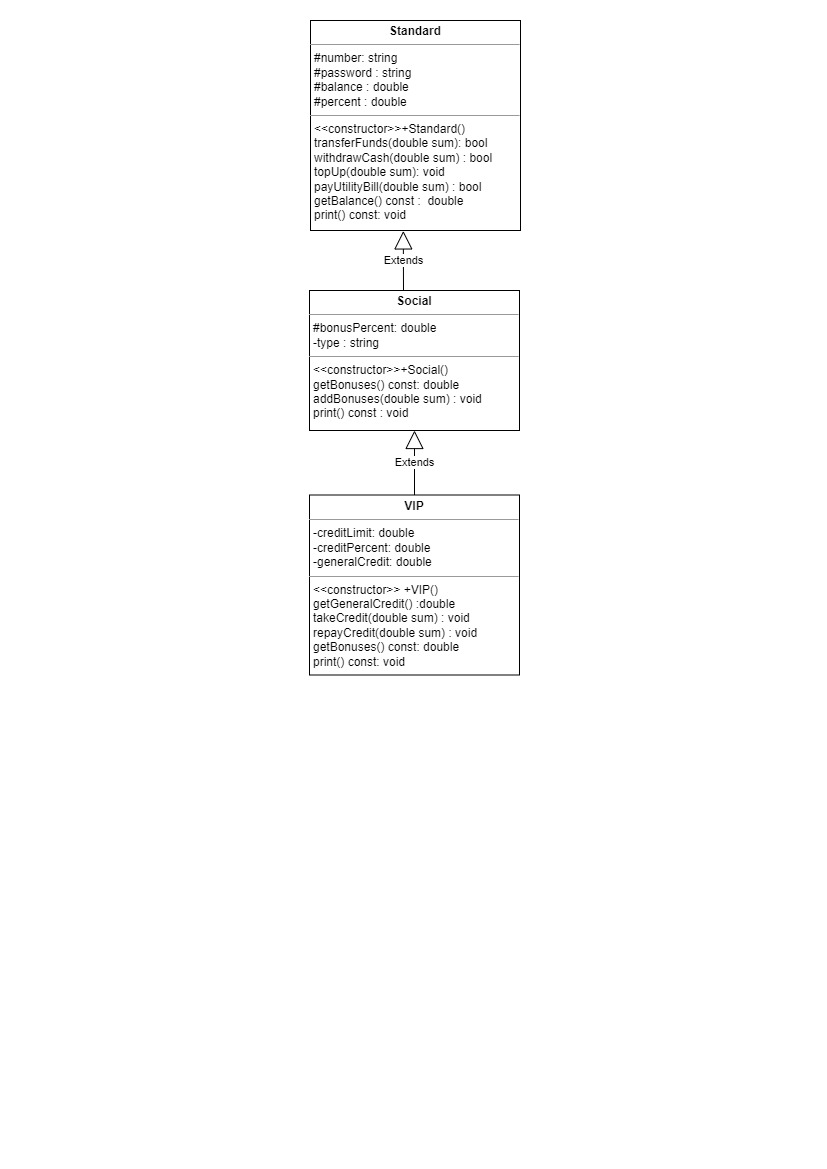 Standard
#number: string
#password : string
#balance : double
#percent : double
<<constructor>>+Standard()
transferFunds(double sum): bool
withdrawCash(double sum) : bool
topUp(double sum): void
payUtilityBill(double sum) : bool
getBalance() const :  double
print() const: void
Extends
Social
#bonusPercent: double
-type : string
<<constructor>>+Social()
getBonuses() const: double
addBonuses(double sum) : void
print() const : void
Extends
VIP
-creditLimit: double
-creditPercent: double
-generalCredit: double
<<constructor>> +VIP()
getGeneralCredit() :double
takeCredit(double sum) : void
repayCredit(double sum) : void
getBonuses() const: double
print() const: void